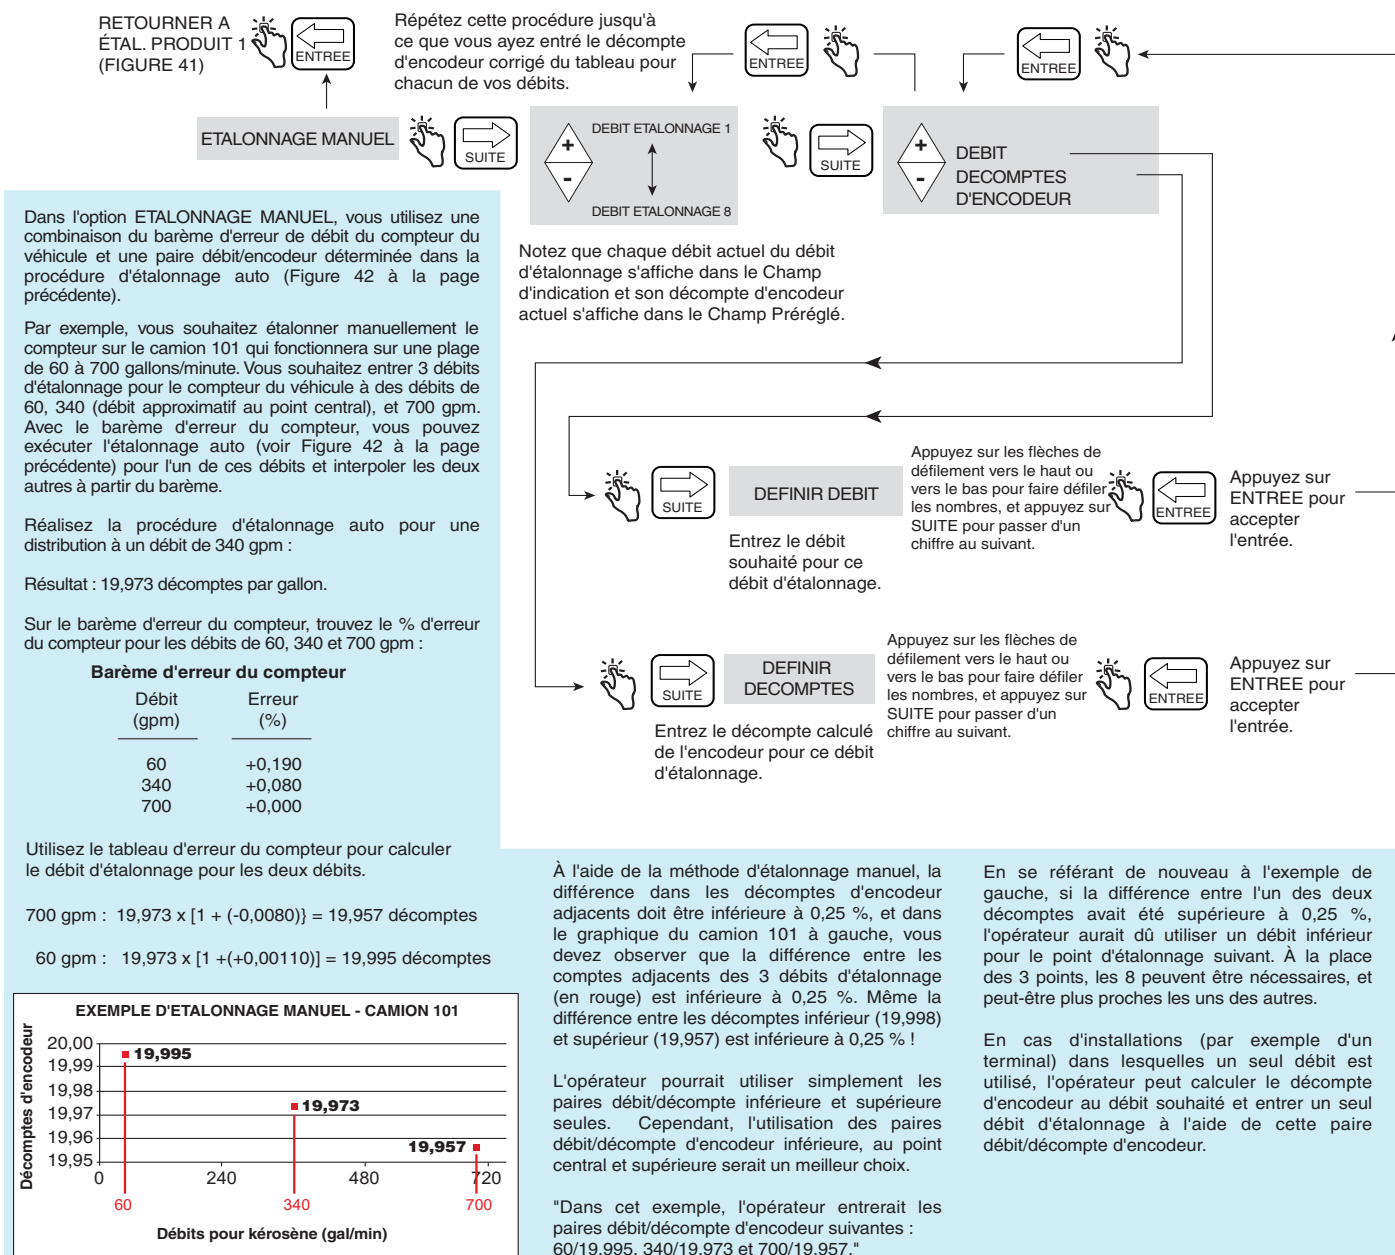 RETOURNER A
ÉTAL. PRODUIT 1
(FIGURE 41)
ENTREE
Répétez cette procédure jusqu'à
ce que vous ayez entré le décompte
d'encodeur corrigé du tableau pour
chacun de vos débits.
ENTREE
ENTREE
ETALONNAGE MANUEL
SUITE
+
-
DEBIT ETALONNAGE 1
DEBIT ETALONNAGE 8
SUITE
+
-
DEBIT
DECOMPTES
D'ENCODEUR
Dans l'option ETALONNAGE MANUEL, vous utilisez une
combinaison du barème d'erreur de débit du compteur du
véhicule et une paire débit/encodeur déterminée dans la
procédure d'étalonnage auto (Figure 42 à la page
précédente).
Par exemple, vous souhaitez étalonner manuellement le
compteur sur le camion 101 qui fonctionnera sur une plage
de 60 à 700 gallons/minute. Vous souhaitez entrer 3 débits
d'étalonnage pour le compteur du véhicule à des débits de
60, 340 (débit approximatif au point central), et 700 gpm.
Avec le barème d'erreur du compteur, vous pouvez
exécuter l'étalonnage auto (voir Figure 42 à la page
précédente) pour l'un de ces débits et interpoler les deux
autres à partir du barème.
Réalisez la procédure d'étalonnage auto pour une
distribution à un débit de 340 gpm :
Résultat : 19,973 décomptes par gallon.
Sur le barème d'erreur du compteur, trouvez le % d'erreur
du compteur pour les débits de 60, 340 et 700 gpm :
Barème d'erreur du compteur
Débit Erreur
(gpm) (%)
60 +0,190
340 +0,080
700 +0,000
Utilisez le tableau d'erreur du compteur pour calculer
le débit d'étalonnage pour les deux débits.
700 gpm : 19,973 x [1 + (-0,0080)} = 19,957 décomptes
60 gpm : 19,973 x [1 +(+0,00110)] = 19,995 décomptes
EXEMPLE D'ETALONNAGE MANUEL - CAMION 101
Décomptes d'encodeur
20,00
19,99
19,98
19,97
19,96
19,95
19,995
19,973
19,957
0 240 480 720
60 340 700
Débits pour kérosène (gal/min)
Notez que chaque débit actuel du débit
d'étalonnage s'affiche dans le Champ
d'indication et son décompte d'encodeur
actuel s'affiche dans le Champ Préréglé.
SUITE
DEFINIR DEBIT
Entrez le débit
souhaité pour ce
débit d'étalonnage.
Appuyez sur les flèches de
défilement vers le haut ou
vers le bas pour faire défiler
les nombres, et appuyez sur
SUITE pour passer d'un
chiffre au suivant.
ENTREE
Appuyez sur
ENTREE pour
accepter
l'entrée.
SUITE
DEFINIR
DECOMPTES
Entrez le décompte calculé
de l'encodeur pour ce débit
d'étalonnage.
Appuyez sur les flèches de
défilement vers le haut ou
vers le bas pour faire défiler
les nombres, et appuyez sur
SUITE pour passer d'un
chiffre au suivant.
ENTREE
Appuyez sur
ENTREE pour
accepter
l'entrée.
À l'aide de la méthode d'étalonnage manuel, la
différence dans les décomptes d'encodeur
adjacents doit être inférieure à 0,25 %, et dans
le graphique du camion 101 à gauche, vous
devez observer que la différence entre les
comptes adjacents des 3 débits d'étalonnage
(en rouge) est inférieure à 0,25 %. Même la
différence entre les décomptes inférieur (19,998)
et supérieur (19,957) est inférieure à 0,25 % !
L'opérateur pourrait utiliser simplement les
paires débit/décompte inférieure et supérieure
seules. Cependant, l'utilisation des paires
débit/décompte d'encodeur inférieure, au point
central et supérieure serait un meilleur choix.
"Dans cet exemple, l'opérateur entrerait les
paires débit/décompte d'encodeur suivantes :
60/19,995, 340/19,973 et 700/19,957."
En se référant de nouveau à l'exemple de
gauche, si la différence entre l'un des deux
décomptes avait été supérieure à 0,25 %,
l'opérateur aurait dû utiliser un débit inférieur
pour le point d'étalonnage suivant. À la place
des 3 points, les 8 peuvent être nécessaires, et
peut-être plus proches les uns des autres.
En cas d'installations (par exemple d'un
terminal) dans lesquelles un seul débit est
utilisé, l'opérateur peut calculer le décompte
d'encodeur au débit souhaité et entrer un seul
débit d'étalonnage à l'aide de cette paire
débit/décompte d'encodeur.